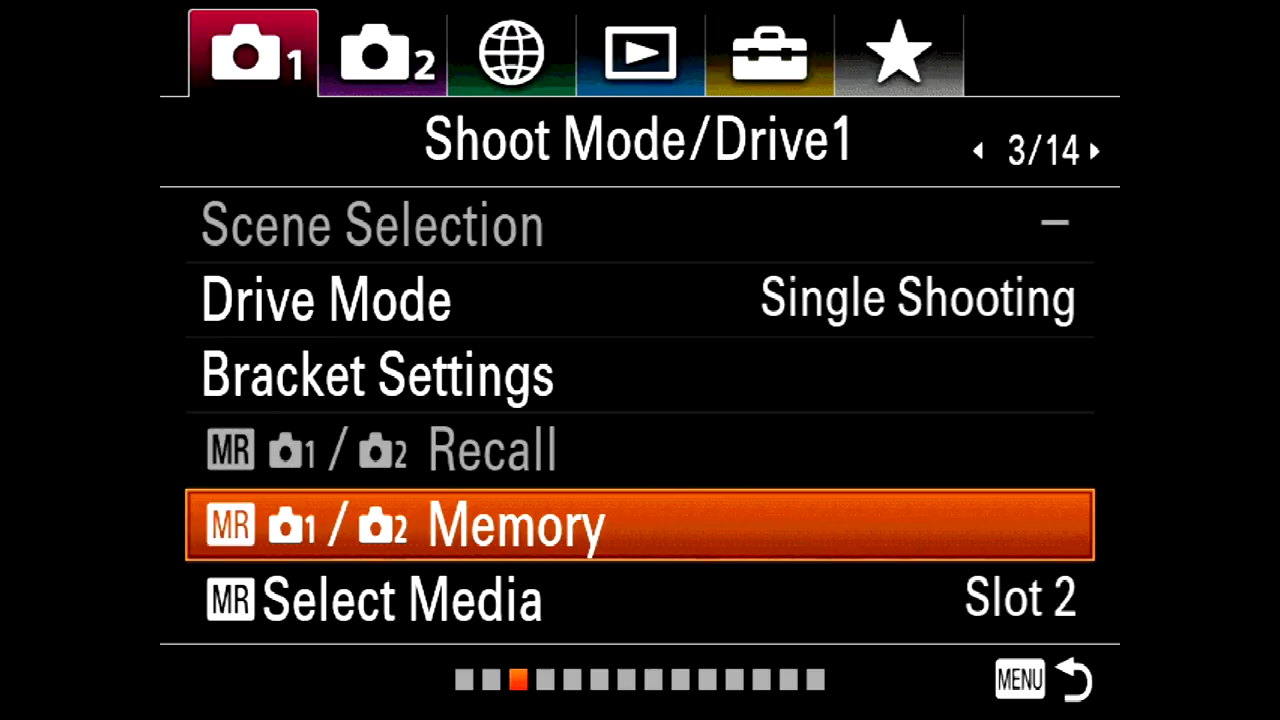 1 2
Shoot Mode/Drive1 3/14
Scene Selection –
Drive Mode Single Shooting
Bracket Settings
MR 1 / 2 Recall
MR 1 / 2 Memory
MR Select Media Slot 2
MENU